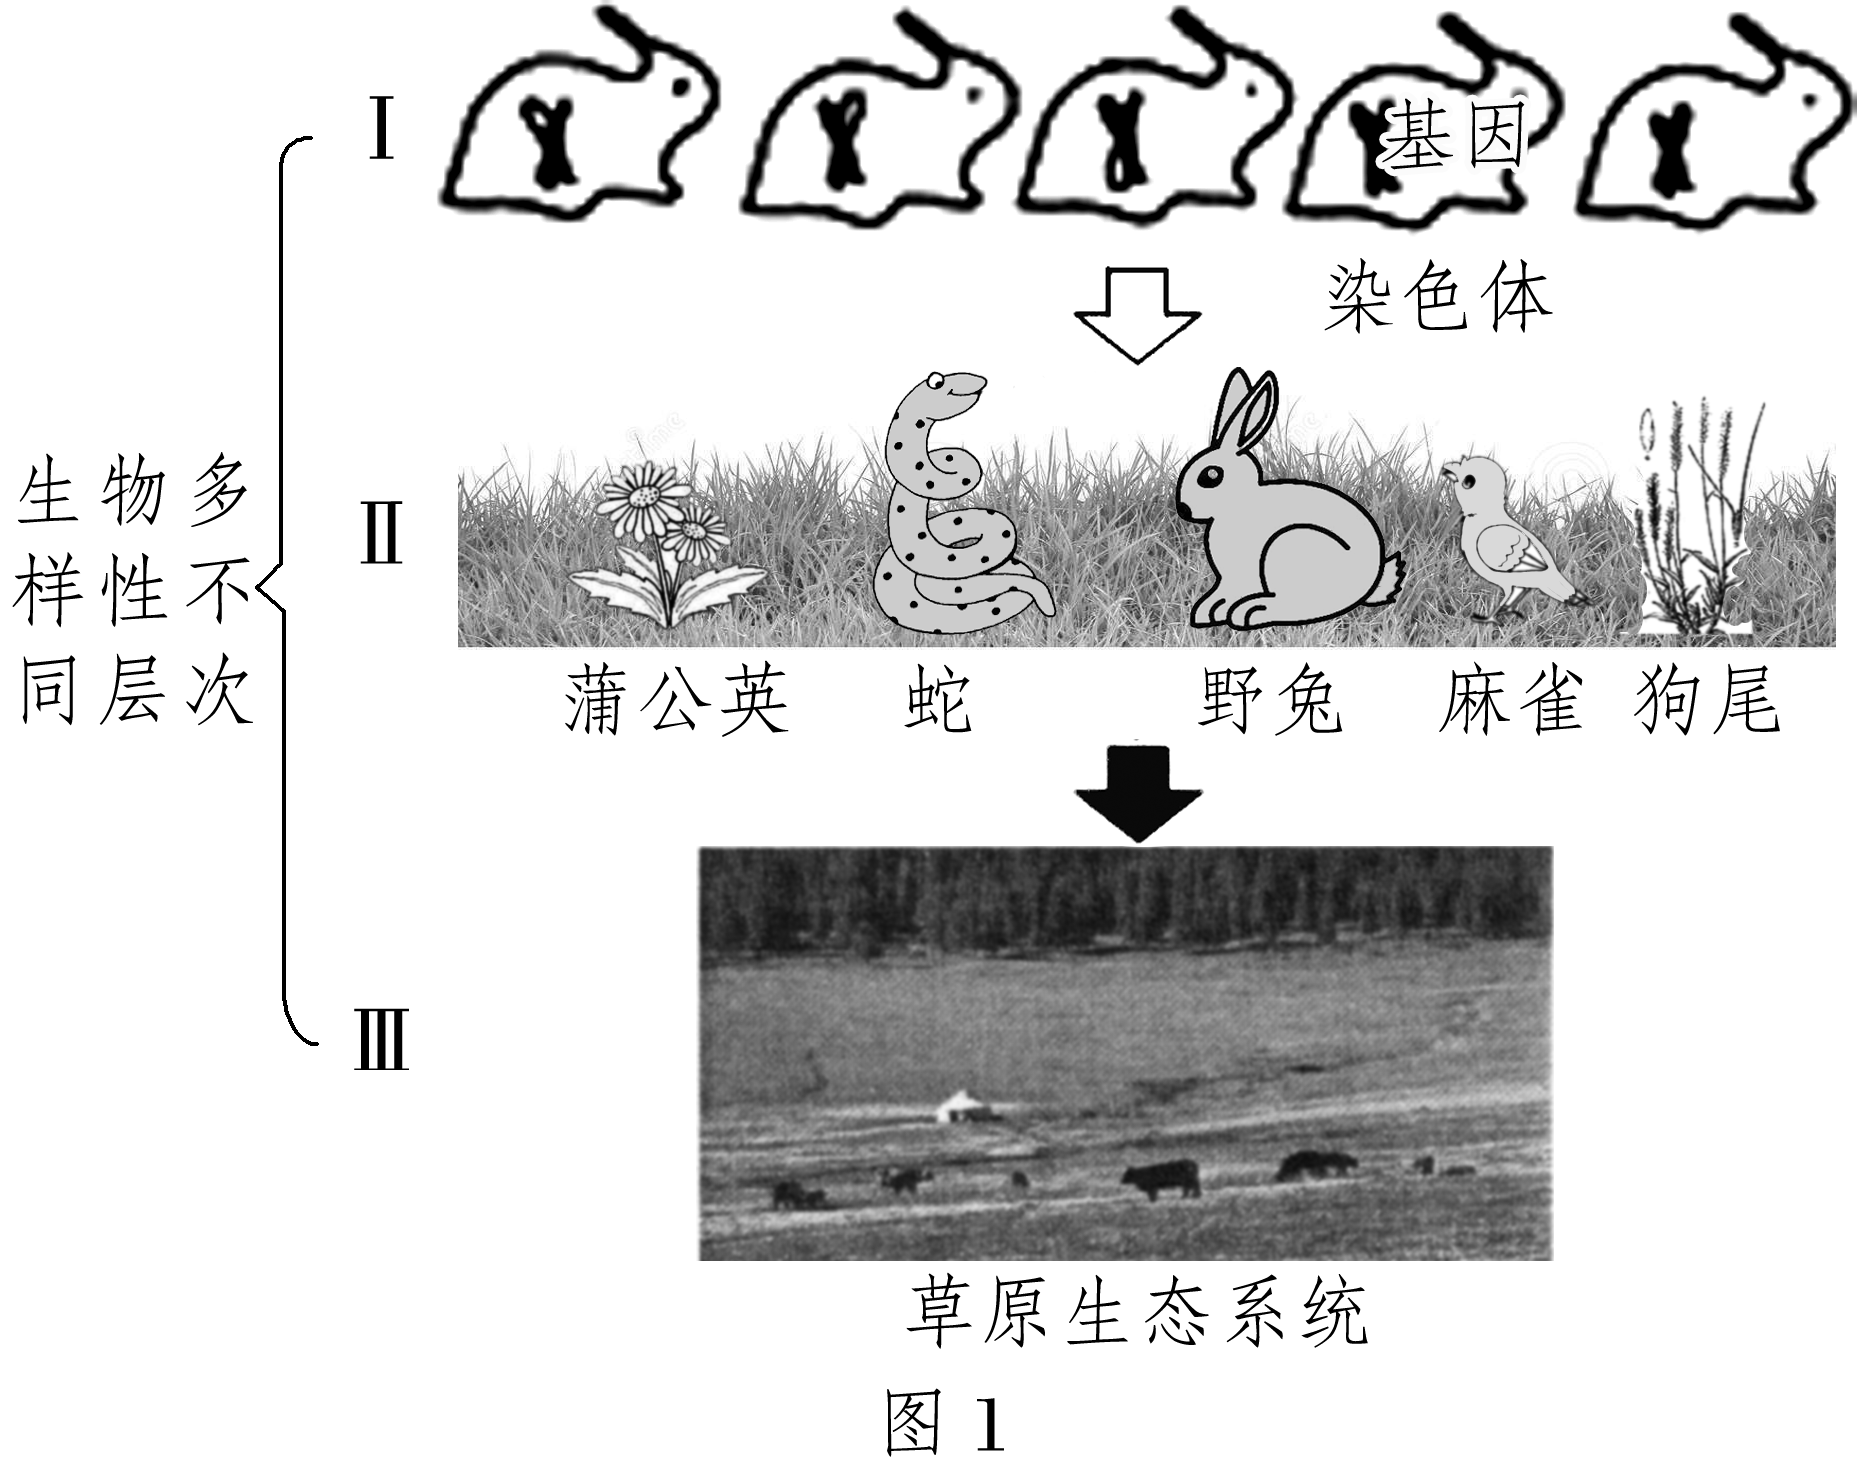 Ⅰ
基因
染色体
生物多
样性不
同层次
Ⅱ
蒲公英 蛇 野兔 麻雀 狗尾
Ⅲ
草原生态系统
图 1